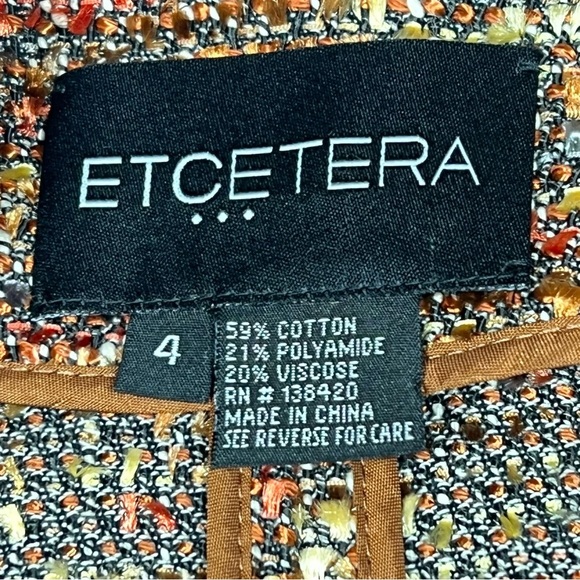 ETCETERA
4
59% COTTON
21% POLYAMIDE
20% VISCOSE
RN # 138420
MADE IN CHINA
SEE REVERSE FOR CARE